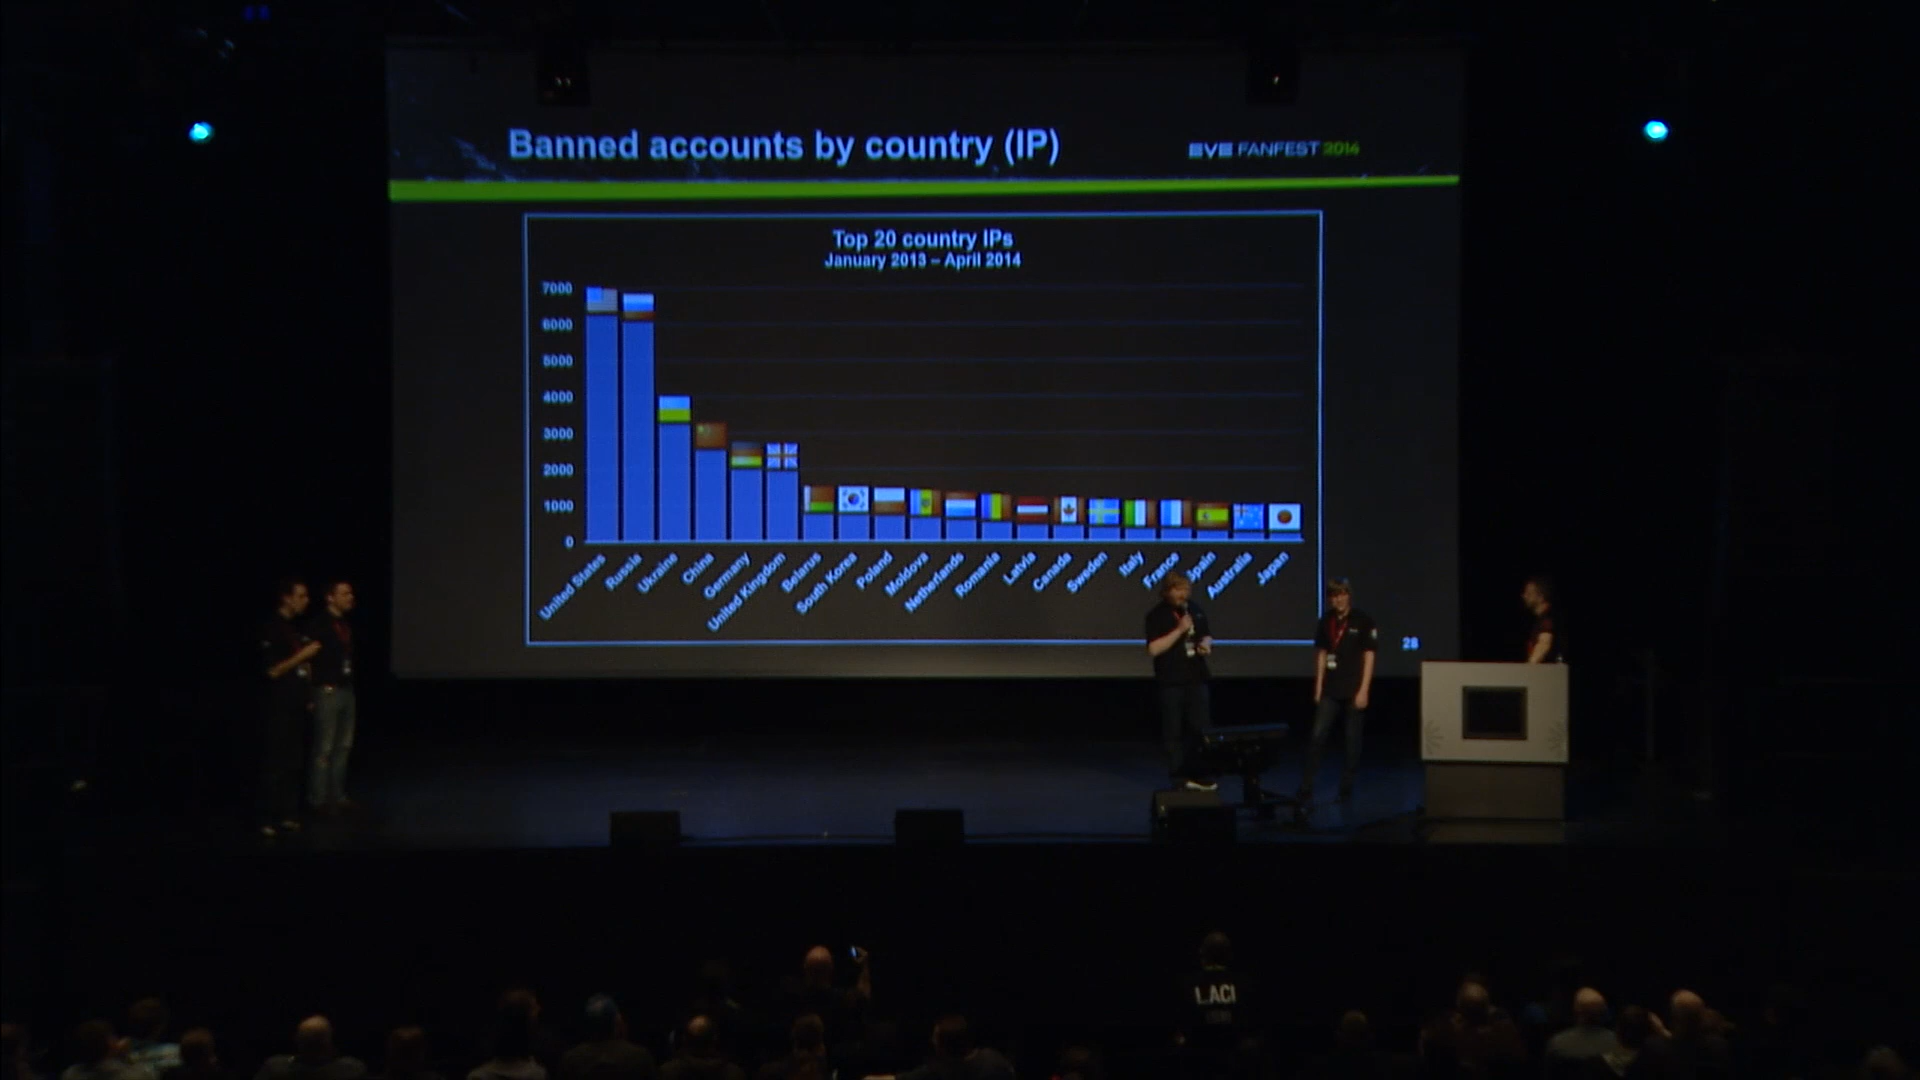 Banned accounts by country (IP)
EVE FANFEST 2014
Top 20 country IPs
January 2013 – April 2014
7000
6000
5000
4000
3000
2000
1000
0
United States
Russia
Ukraine
China
Germany
United Kingdom
Belarus
South Korea
Poland
Moldova
Netherlands
Romania
Latvia
Canada
Sweden
Italy
France
Spain
Australia
Japan
28